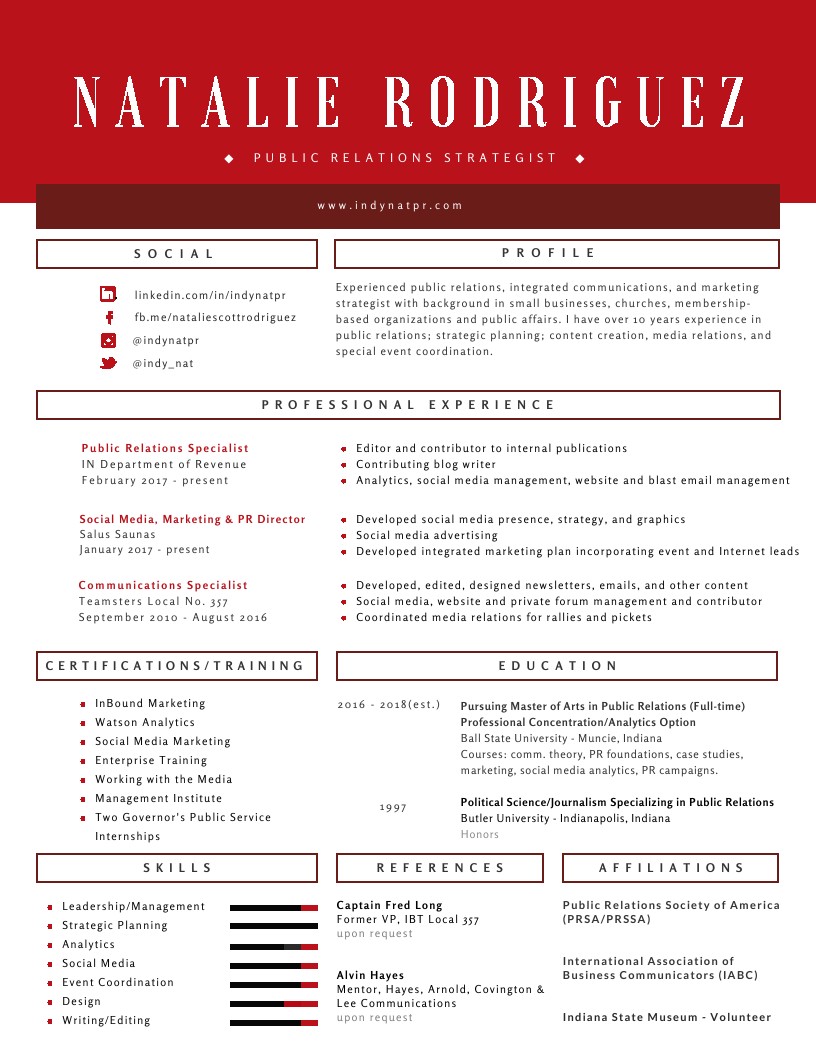 NATALIE RODRIGUEZ
PUBLIC RELATIONS STRATEGIST
www.indynatpr.com
SOCIAL
linkedin.com/in/indynatpr
fb.me/nataliescottrodriguez
@indynatpr
@indy_nat
PROFILE
Experienced public relations, integrated communications, and marketing
strategist with background in small businesses, churches, membership-
based organizations and public affairs. I have over 10 years experience in
public relations; strategic planning; content creation, media relations, and
special event coordination.
PROFESSIONAL EXPERIENCE
Public Relations Specialist
IN Department of Revenue
February 2017 - present
Editor and contributor to internal publications
Contributing blog writer
Analytics, social media management, website and blast email management
Social Media, Marketing & PR Director
Salus Saunas
January 2017 - present
Developed social media presence, strategy, and graphics
Social media advertising
Developed integrated marketing plan incorporating event and Internet leads
Communications Specialist
Teamsters Local No. 357
September 2010 - August 2016
Developed, edited, designed newsletters, emails, and other content
Social media, website and private forum management and contributor
Coordinated media relations for rallies and pickets
CERTIFICATIONS/TRAINING
InBound Marketing
Watson Analytics
Social Media Marketing
Enterprise Training
Working with the Media
Management Institute
Two Governor's Public Service
Internships
EDUCATION
2016 - 2018(est.)
Pursuing Master of Arts in Public Relations (Full-time)
Professional Concentration/Analytics Option
Ball State University - Muncie, Indiana
Courses: comm. theory, PR foundations, case studies,
marketing, social media analytics, PR campaigns.
1997
Political Science/Journalism Specializing in Public Relations
Butler University - Indianapolis, Indiana
Honors
SKILLS
Leadership/Management
Strategic Planning
Analytics
Social Media
Event Coordination
Design
Writing/Editing
REFERENCES
Captain Fred Long
Former VP, IBT Local 357
upon request
Alvin Hayes
Mentor, Hayes, Arnold, Covington &
Lee Communications
upon request
AFFILIATIONS
Public Relations Society of America
(PRSA/PRSSA)
International Association of
Business Communicators (IABC)
Indiana State Museum - Volunteer